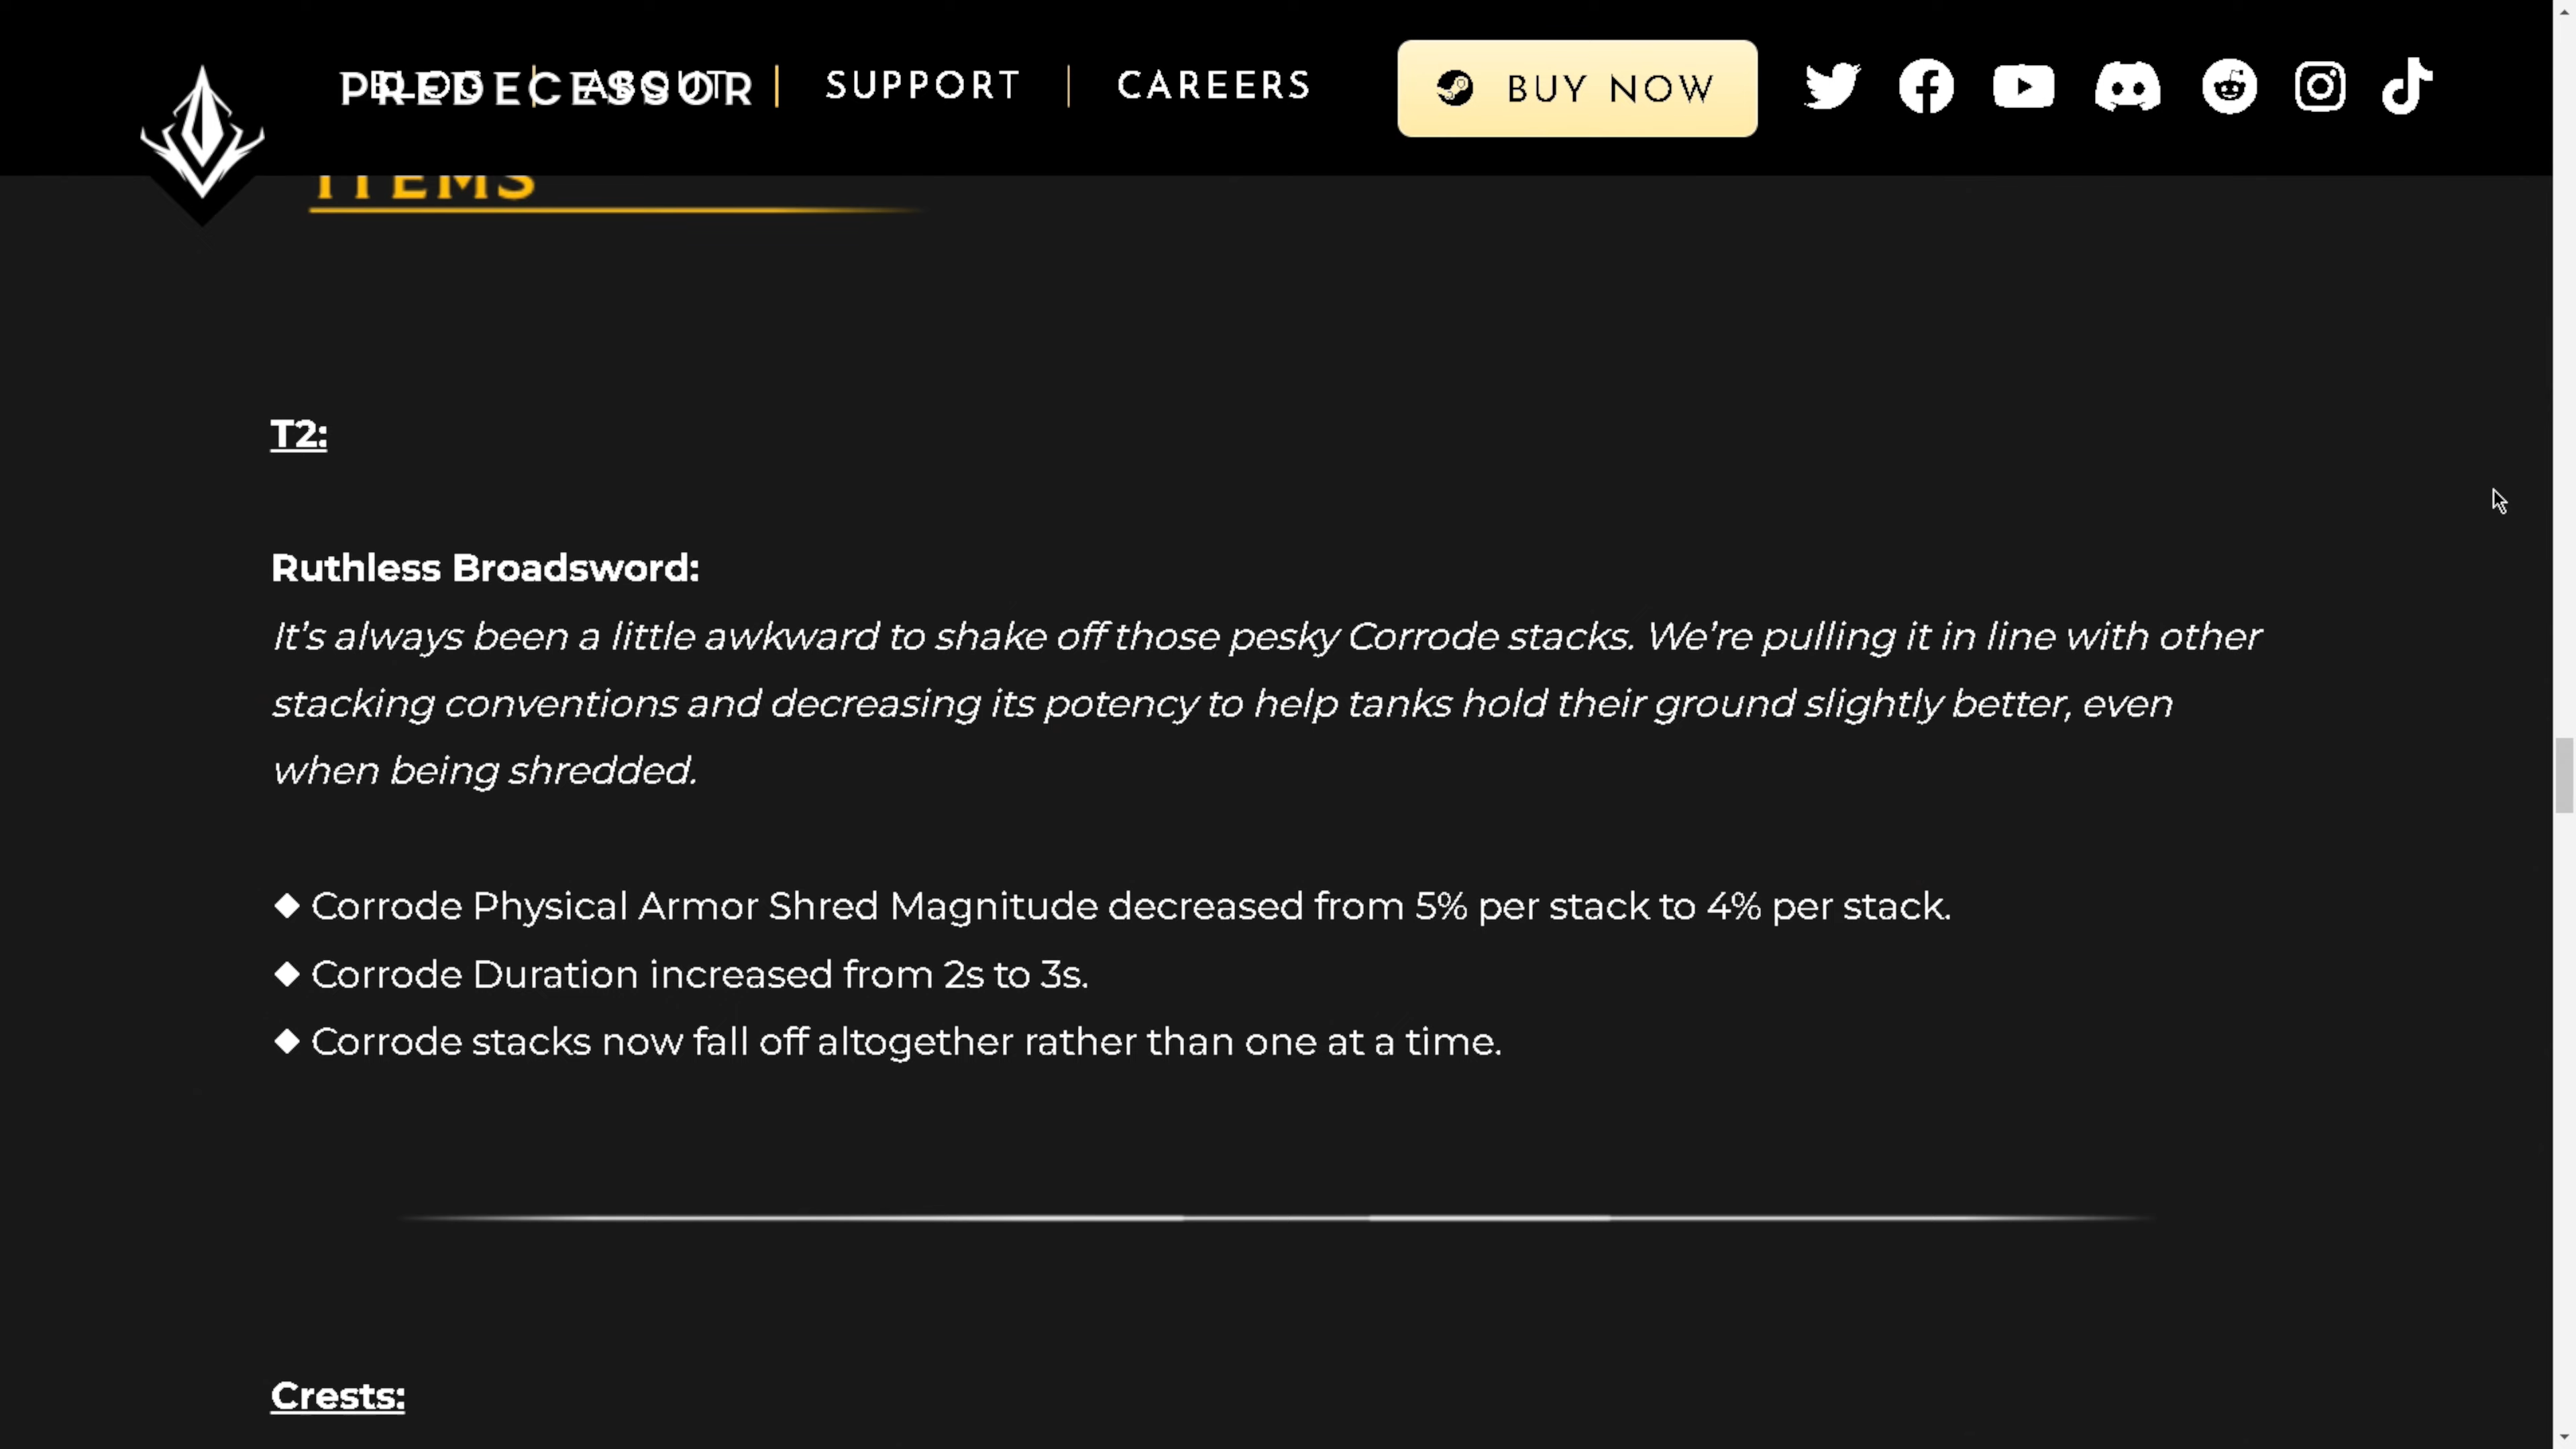 PREDECESSOR
BLOG ABOUT SUPPORT CAREERS BUY NOW
ITEMS
T2:
Ruthless Broadsword:
It's always been a little awkward to shake off those pesky Corrode stacks. We're pulling it in line with other
stacking conventions and decreasing its potency to help tanks hold their ground slightly better, even
when being shredded.
◆ Corrode Physical Armor Shred Magnitude decreased from 5% per stack to 4% per stack.
◆ Corrode Duration increased from 2s to 3s.
◆ Corrode stacks now fall off altogether rather than one at a time.
Crests: